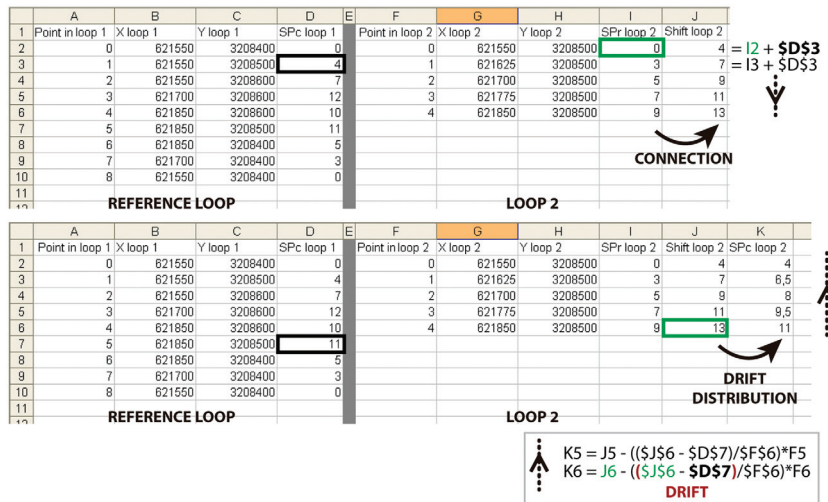 A B C D E F G H I J
1 Point in loop 1 X loop 1 Y loop 1 SPc loop 1 Point in loop 2 X loop 2 Y loop 2 SPr loop 2 Shift loop 2
2 0 621550 3208400 0 0 621550 3208500 0 4 = I2 + $D$3
3 1 621550 3208500 4 1 621625 3208500 3 7 = I3 + $D$3
4 2 621550 3208600 7 2 621700 3208500 5 9
5 3 621700 3208600 12 3 621775 3208500 7 11
6 4 621850 3208600 10 4 621850 3208500 9 13
7 5 621850 3208500 11
8 6 621850 3208400 5
9 7 621700 3208400 3
10 8 621550 3208400 0
CONNECTION
11
12 REFERENCE LOOP LOOP 2
A B C D E F G H I J K
1 Point in loop 1 X loop 1 Y loop 1 SPc loop 1 Point in loop 2 X loop 2 Y loop 2 SPr loop 2 Shift loop 2 SPc loop 2
2 0 621550 3208400 0 0 621550 3208500 0 4 4
3 1 621550 3208500 4 1 621625 3208500 3 7 6,5
4 2 621550 3208600 7 2 621700 3208500 5 9 8
5 3 621700 3208600 12 3 621775 3208500 7 11 9,5
6 4 621850 3208600 10 4 621850 3208500 9 13 11
7 5 621850 3208500 11
8 6 621850 3208400 5
9 7 621700 3208400 3
10 8 621550 3208400 0
DRIFT
DISTRIBUTION
11
12 REFERENCE LOOP LOOP 2
K5 = J5 - (($J$6 - $D$7)/$F$6)*F5
K6 = J6 - (($J$6 - $D$7)/$F$6)*F6
DRIFT